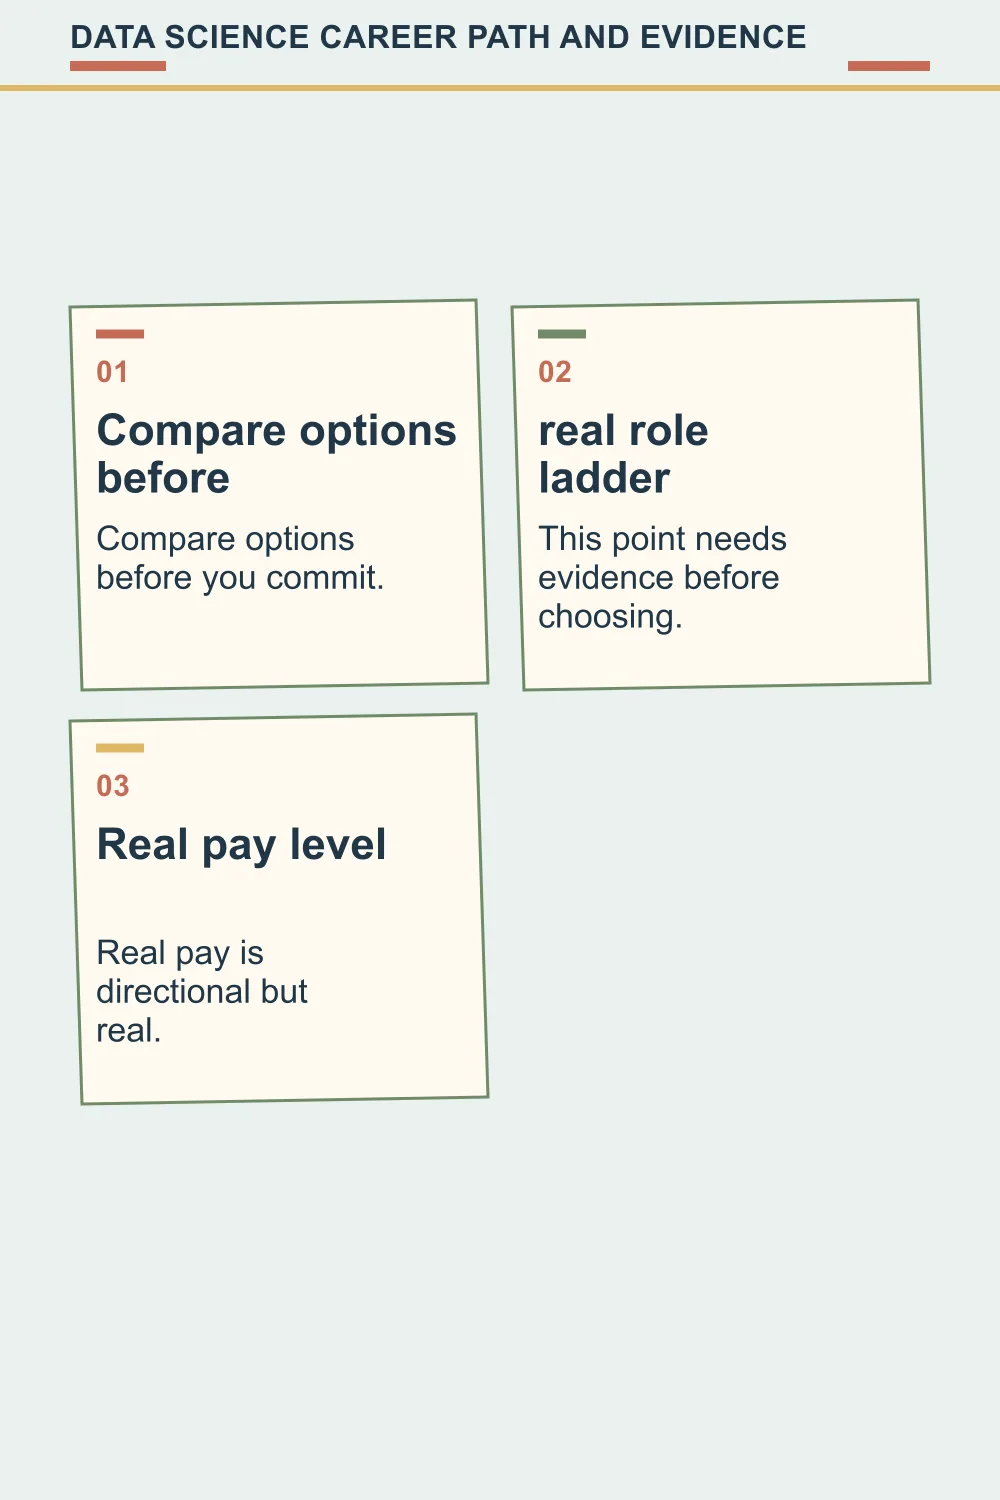 DATA SCIENCE CAREER PATH AND EVIDENCE
01
Compare options
before
Compare options
before you commit.
02
real role
ladder
This point needs
evidence before
choosing.
03
Real pay level
Real pay is
directional but
real.